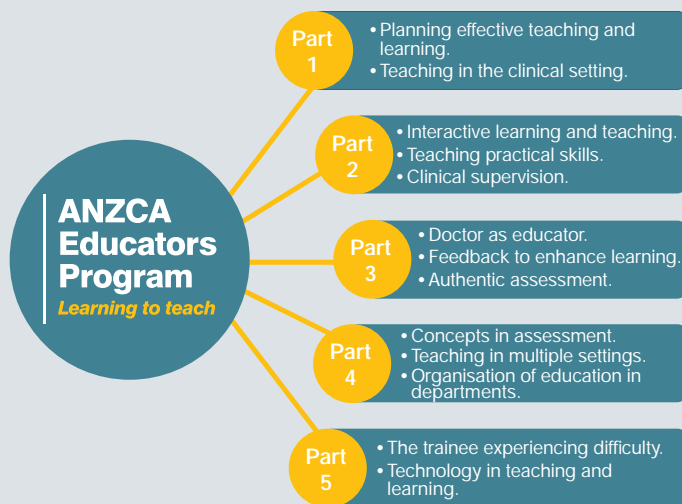 ANZCA
Educators
Program
Learning to teach
Part
1
• Planning effective teaching and
learning.
• Teaching in the clinical setting.
Part
2
• Interactive learning and teaching.
• Teaching practical skills.
• Clinical supervision.
Part
3
• Doctor as educator.
• Feedback to enhance learning.
• Authentic assessment.
Part
4
• Concepts in assessment.
• Teaching in multiple settings.
• Organisation of education in
departments.
Part
5
• The trainee experiencing difficulty.
• Technology in teaching and
learning.